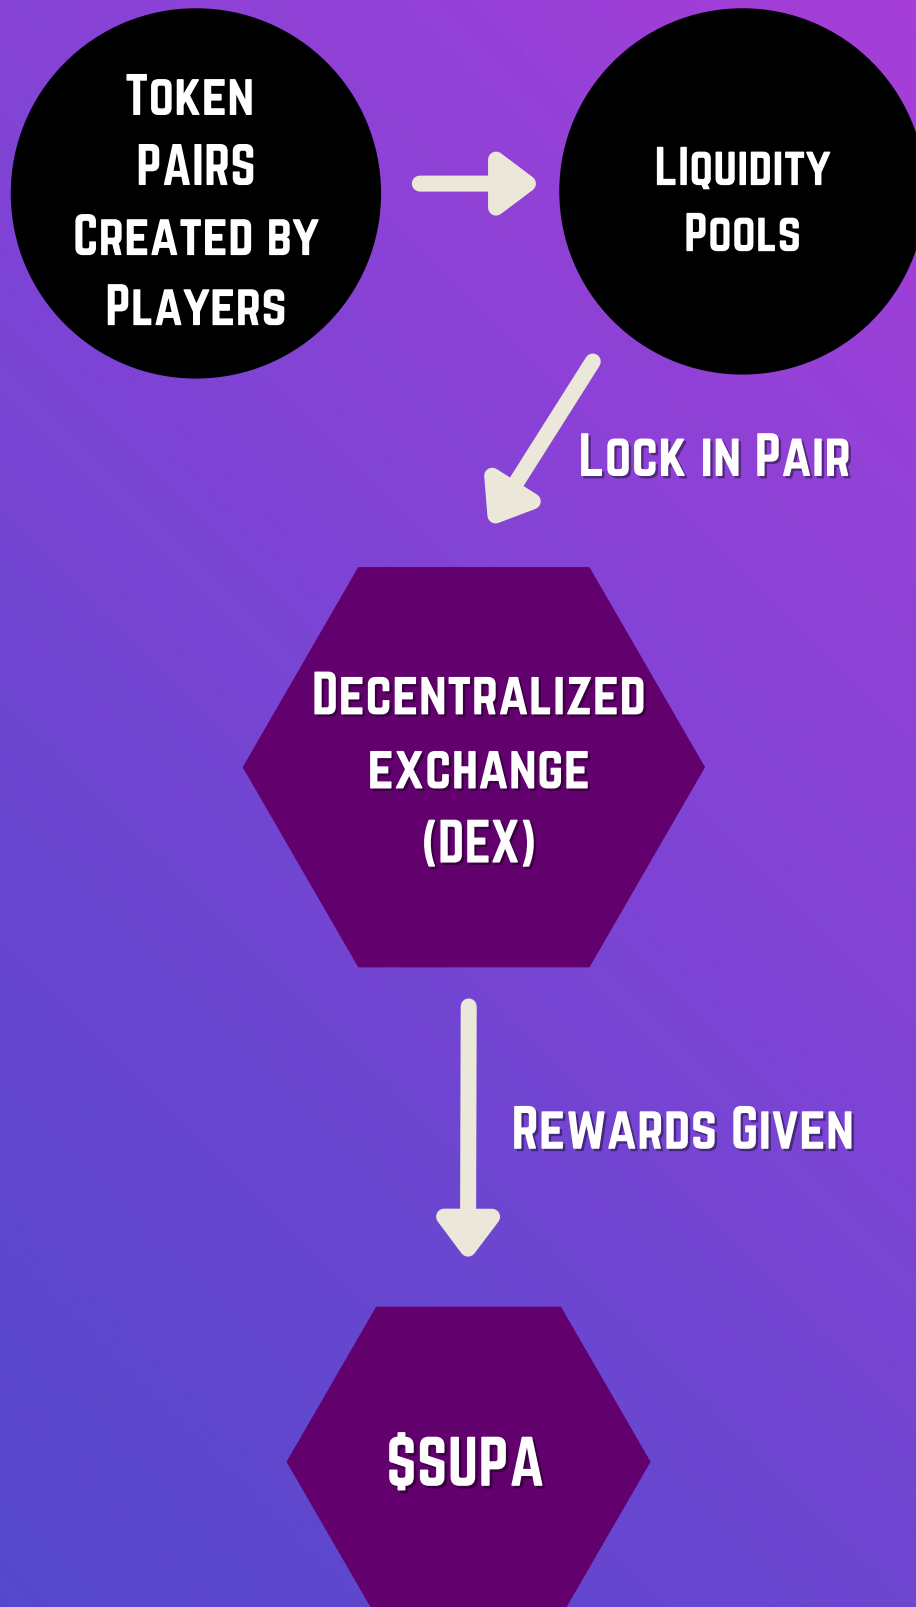 Token
PAIRS
Created by
Players
LIquidity
Pools
Lock in Pair
Decentralized
exchange
(DEX)
Rewards Given
$SUPA